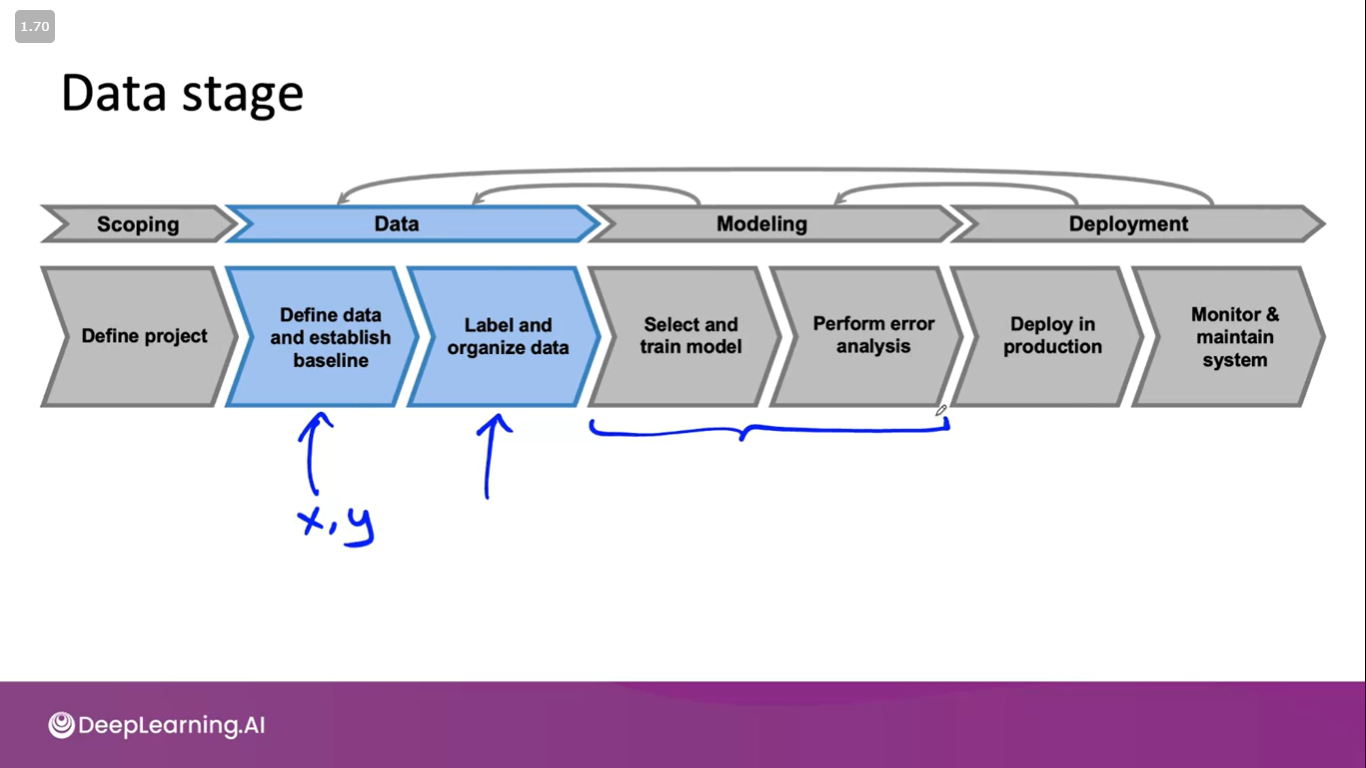 1.70
Data stage
Scoping
Data
Modeling
Deployment
Define project
Define data
and establish
baseline
Label and
organize data
Select and
train model
Perform error
analysis
Deploy in
production
Monitor &
maintain
system
x, y
DeepLearning.AI